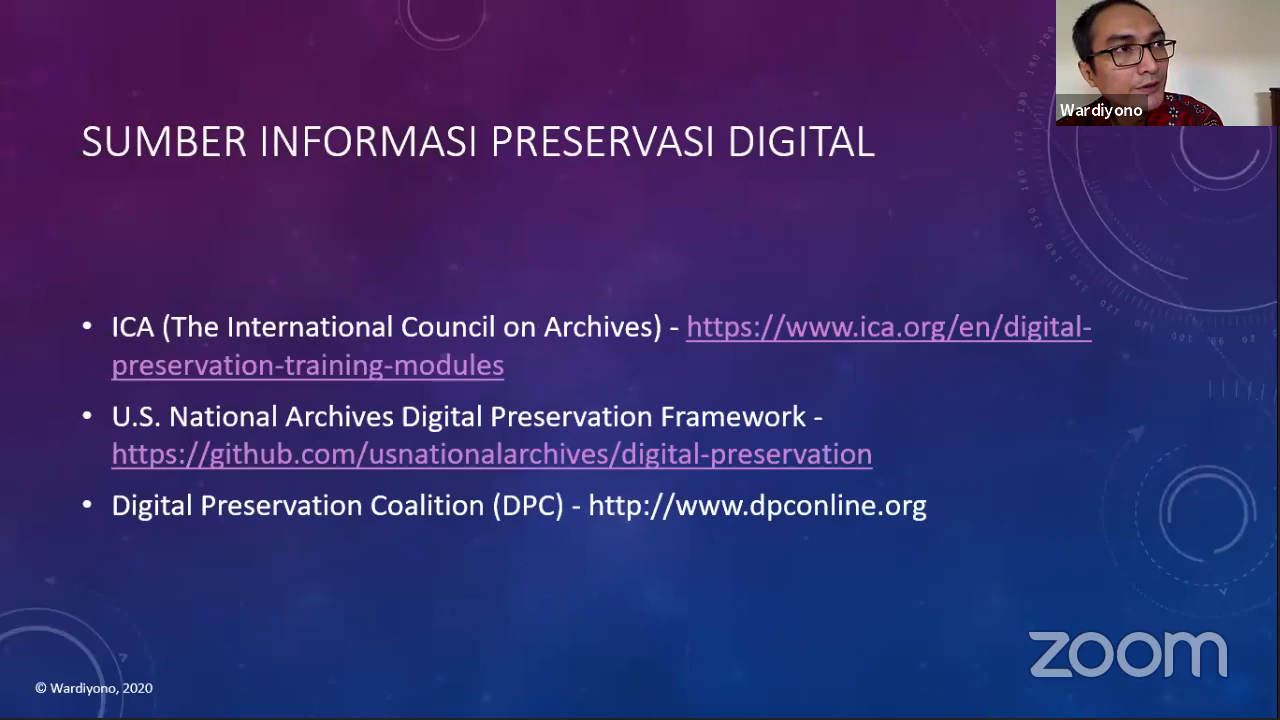 Wardiyono
SUMBER INFORMASI PRESERVASI DIGITAL
• ICA (The International Council on Archives) - https://www.ica.org/en/digital-
preservation-training-modules
• U.S. National Archives Digital Preservation Framework -
https://github.com/usnationalarchives/digital-preservation
• Digital Preservation Coalition (DPC) - http://www.dpconline.org
zoom
© Wardiyono, 2020